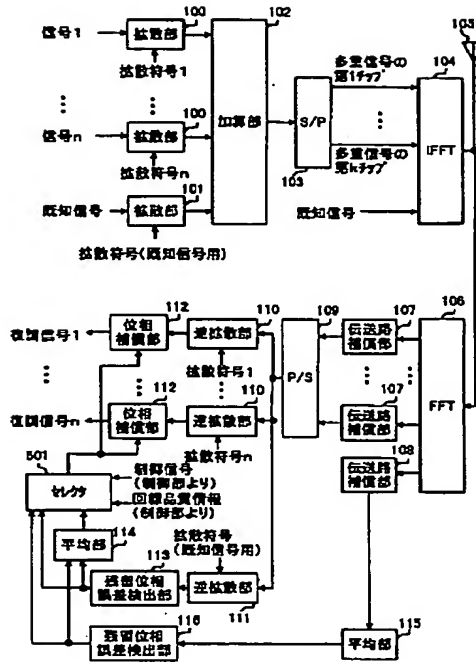 信号1
100
拡散部
拡散符号1
102
加算部
信号n
100
拡散部
拡散符号n
既知信号
101
拡散部
拡散符号(既知信号用)
S/P
103
多重信号の
第1チップ
多重信号の
第kチップ
既知信号
104
IFFT
103
復調信号1
112
位相
補償部
110
逆拡散部
拡散符号1
109
P/S
107
伝送路
補償部
106
FFT
復調信号n
112
位相
補償部
110
逆拡散部
拡散符号n
107
伝送路
補償部
108
伝送路
補償部
501
セレクタ
制御信号
(制御部より)
回線品質情報
(制御部より)
114
平均部
113
残留位相
誤差検出部
拡散符号
(既知信号用)
逆拡散部
111
116
残留位相
誤差検出部
115
平均部